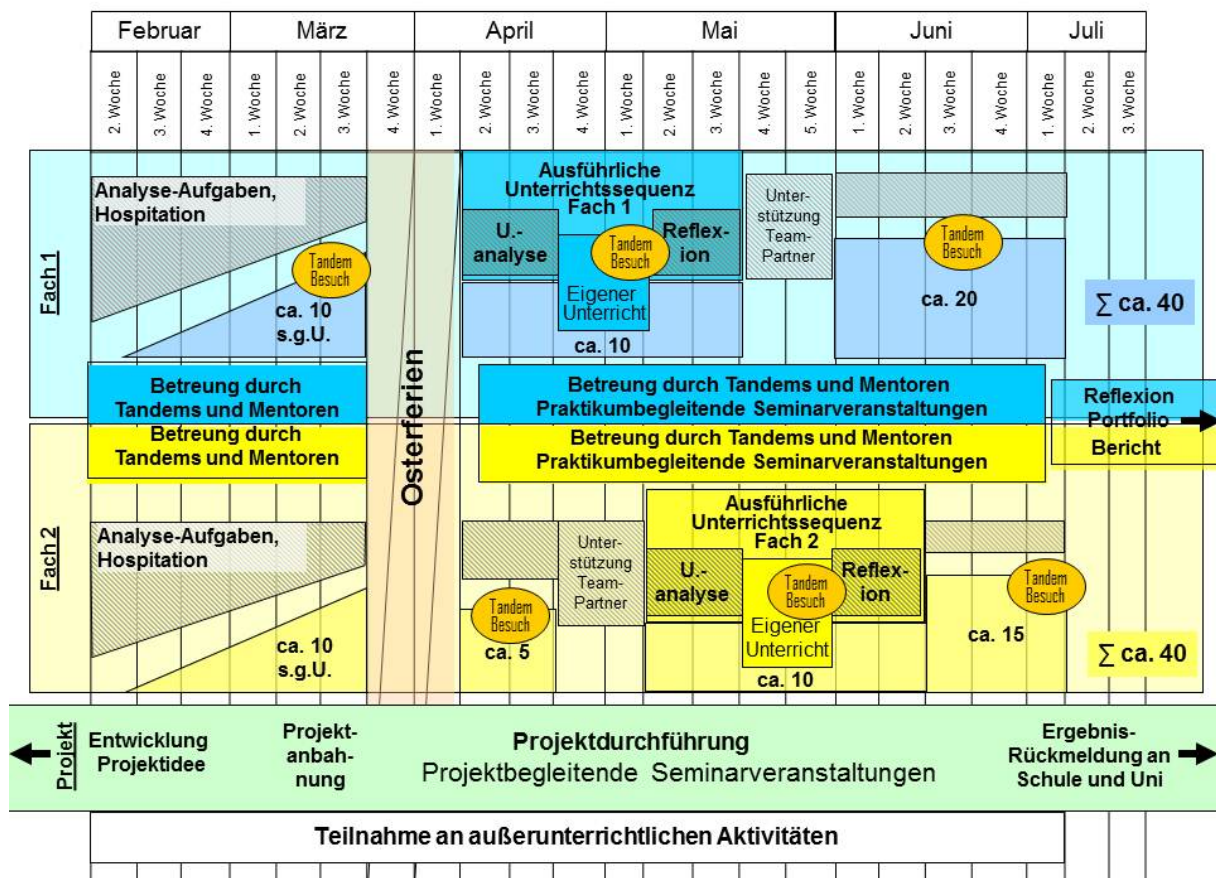 Februar
März
April
Mai
Juni
Juli
2. Woche
3. Woche
4. Woche
1. Woche
2. Woche
3. Woche
4. Woche
1. Woche
2. Woche
3. Woche
4. Woche
1. Woche
2. Woche
3. Woche
4. Woche
5. Woche
1. Woche
2. Woche
3. Woche
4. Woche
1. Woche
2. Woche
3. Woche
Fach 1
Analyse-Aufgaben,
Hospitation
Tandem
Besuch
ca. 10
s.g.U.
Ausführliche
Unterrichtssequenz
Fach 1
U.-
analyse
Tandem
Besuch
Reflex-
ion
Eigener
Unterricht
ca. 10
Unter-
stützung
Team-
Partner
Tandem
Besuch
ca. 20
∑ ca. 40
Osterferien
Betreung durch
Tandems und Mentoren
Betreung durch Tandems und Mentoren
Praktikumbegleitende Seminarveranstaltungen
Reflexion
Portfolio
Betreung durch
Tandems und Mentoren
Betreung durch Tandems und Mentoren
Praktikumbegleitende Seminarveranstaltungen
Bericht
Fach 2
Analyse-Aufgaben,
Hospitation
ca. 10
s.g.U.
Tandem
Besuch
ca. 5
Unter-
stützung
Team-
Partner
Ausführliche
Unterrichtssequenz
Fach 2
U.-
analyse
Tandem
Besuch
Reflex-
ion
Eigener
Unterricht
ca. 10
Tandem
Besuch
ca. 15
∑ ca. 40
Projekt
Entwicklung
Projektidee
Projekt-
anbah-
nung
Projektdurchführung
Projektbegleitende Seminarveranstaltungen
Ergebnis-
Rückmeldung an
Schule und Uni
Teilnahme an außerunterrichtlichen Aktivitäten